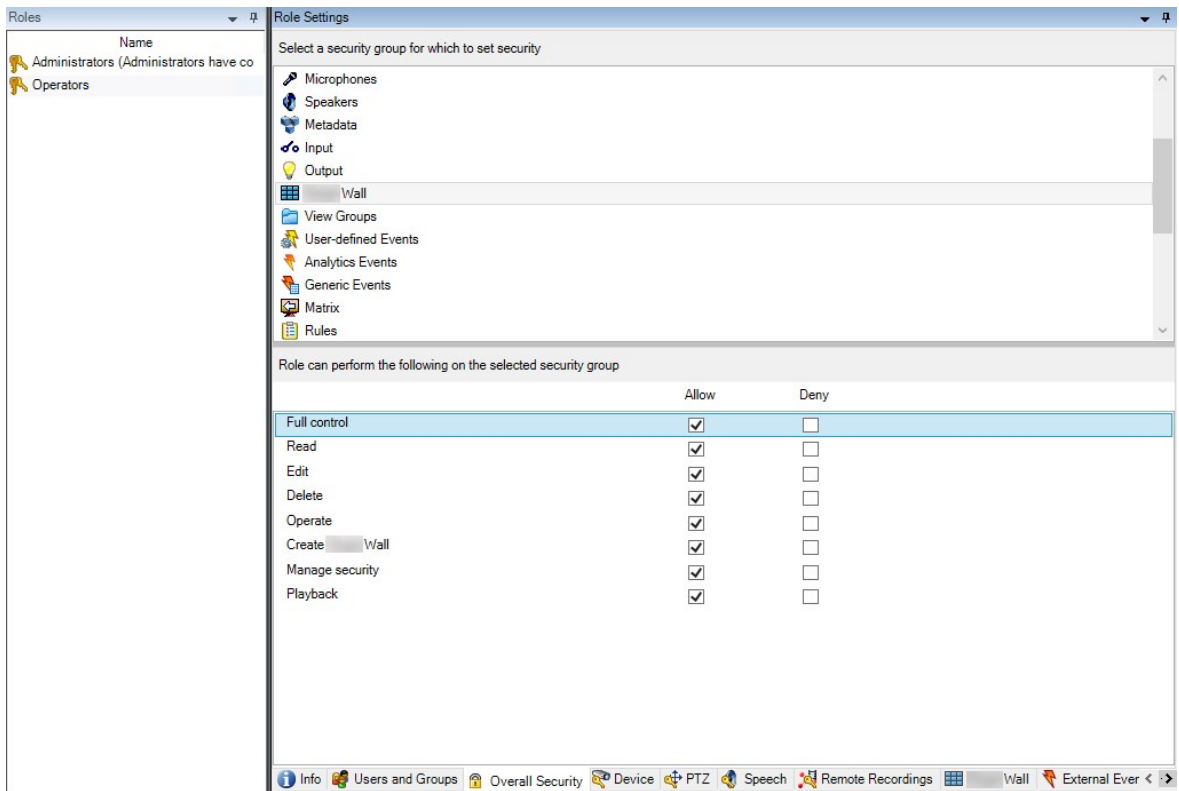 Roles
Name
Administrators (Administrators have co
Operators
Role Settings
Select a security group for which to set security
Microphones
Speakers
Metadata
Input
Output
Wall
View Groups
User-defined Events
Analytics Events
Generic Events
Matrix
Rules
Role can perform the following on the selected security group
Allow Deny
Full control
Read
Edit
Delete
Operate
Create Wall
Manage security
Playback
Info Users and Groups Overall Security Device PTZ Speech Remote Recordings Wall External Ever